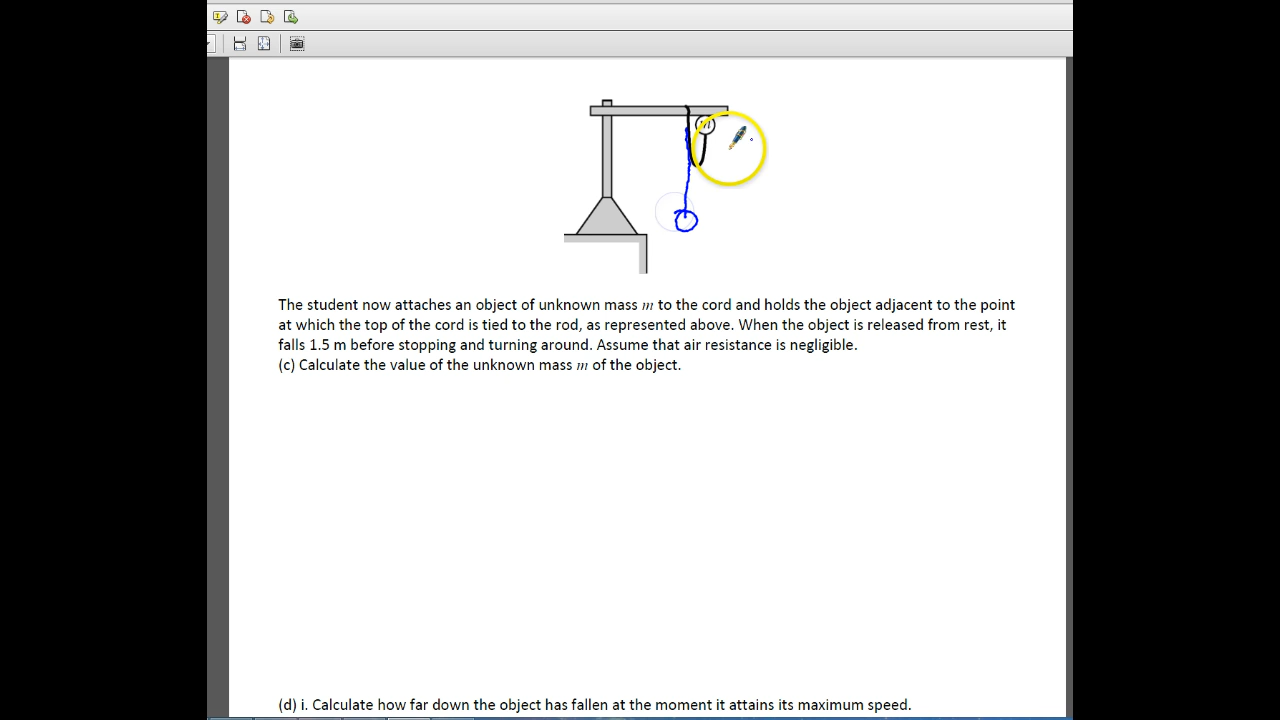 m
The student now attaches an object of unknown mass m to the cord and holds the object adjacent to the point
at which the top of the cord is tied to the rod, as represented above. When the object is released from rest, it
falls 1.5 m before stopping and turning around. Assume that air resistance is negligible.
(c) Calculate the value of the unknown mass m of the object.
(d) i. Calculate how far down the object has fallen at the moment it attains its maximum speed.